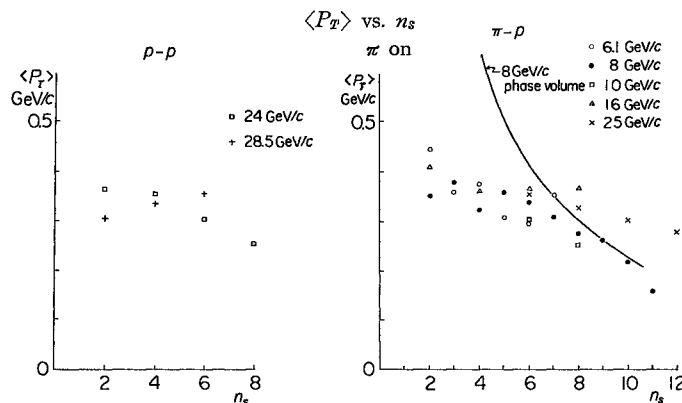 ⟨P_T⟩ vs. n_s
p-p
π on
π-p
⟨P_T⟩
GeV/c
0.5
0
□ 24 GeV/c
+ 28.5 GeV/c
2 4 6 8
n_s
⟨P_T⟩
GeV/c
0.5
0
8 GeV/c
phase volume
○ 6.1 GeV/c
● 8 GeV/c
□ 10 GeV/c
△ 16 GeV/c
× 25 GeV/c
2 4 6 8 10 12
n_s